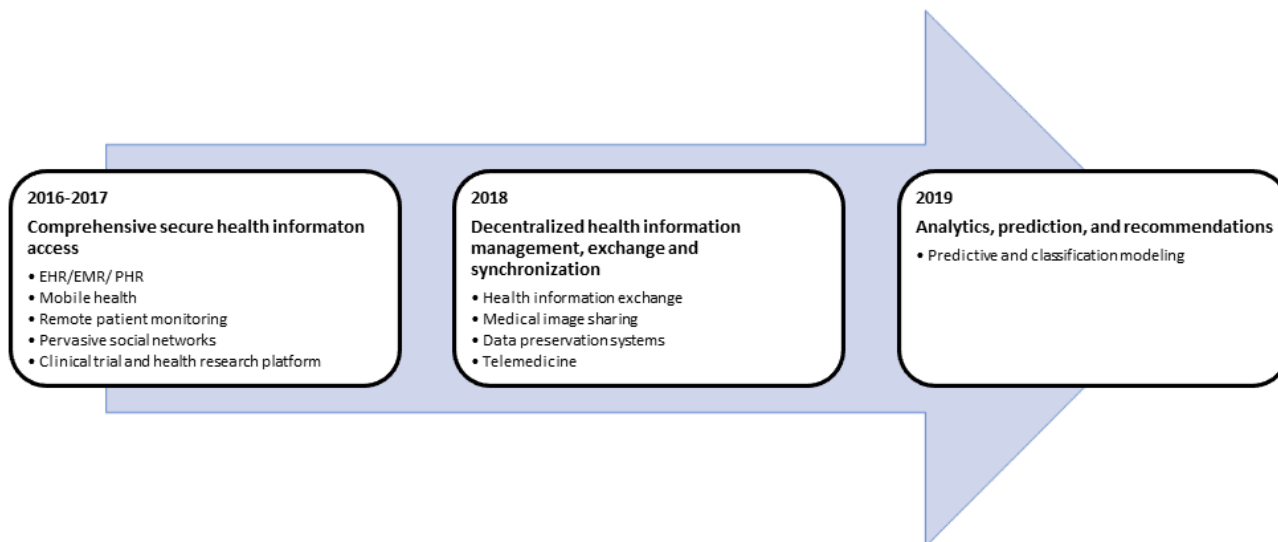 2016-2017
Comprehensive secure health informaton
access
• EHR/EMR/ PHR
• Mobile health
• Remote patient monitoring
• Pervasive social networks
• Clinical trial and health research platform
2018
Decentralized health information
management, exchange and
synchronization
• Health information exchange
• Medical image sharing
• Data preservation systems
• Telemedicine
2019
Analytics, prediction, and recommendations
• Predictive and classification modeling